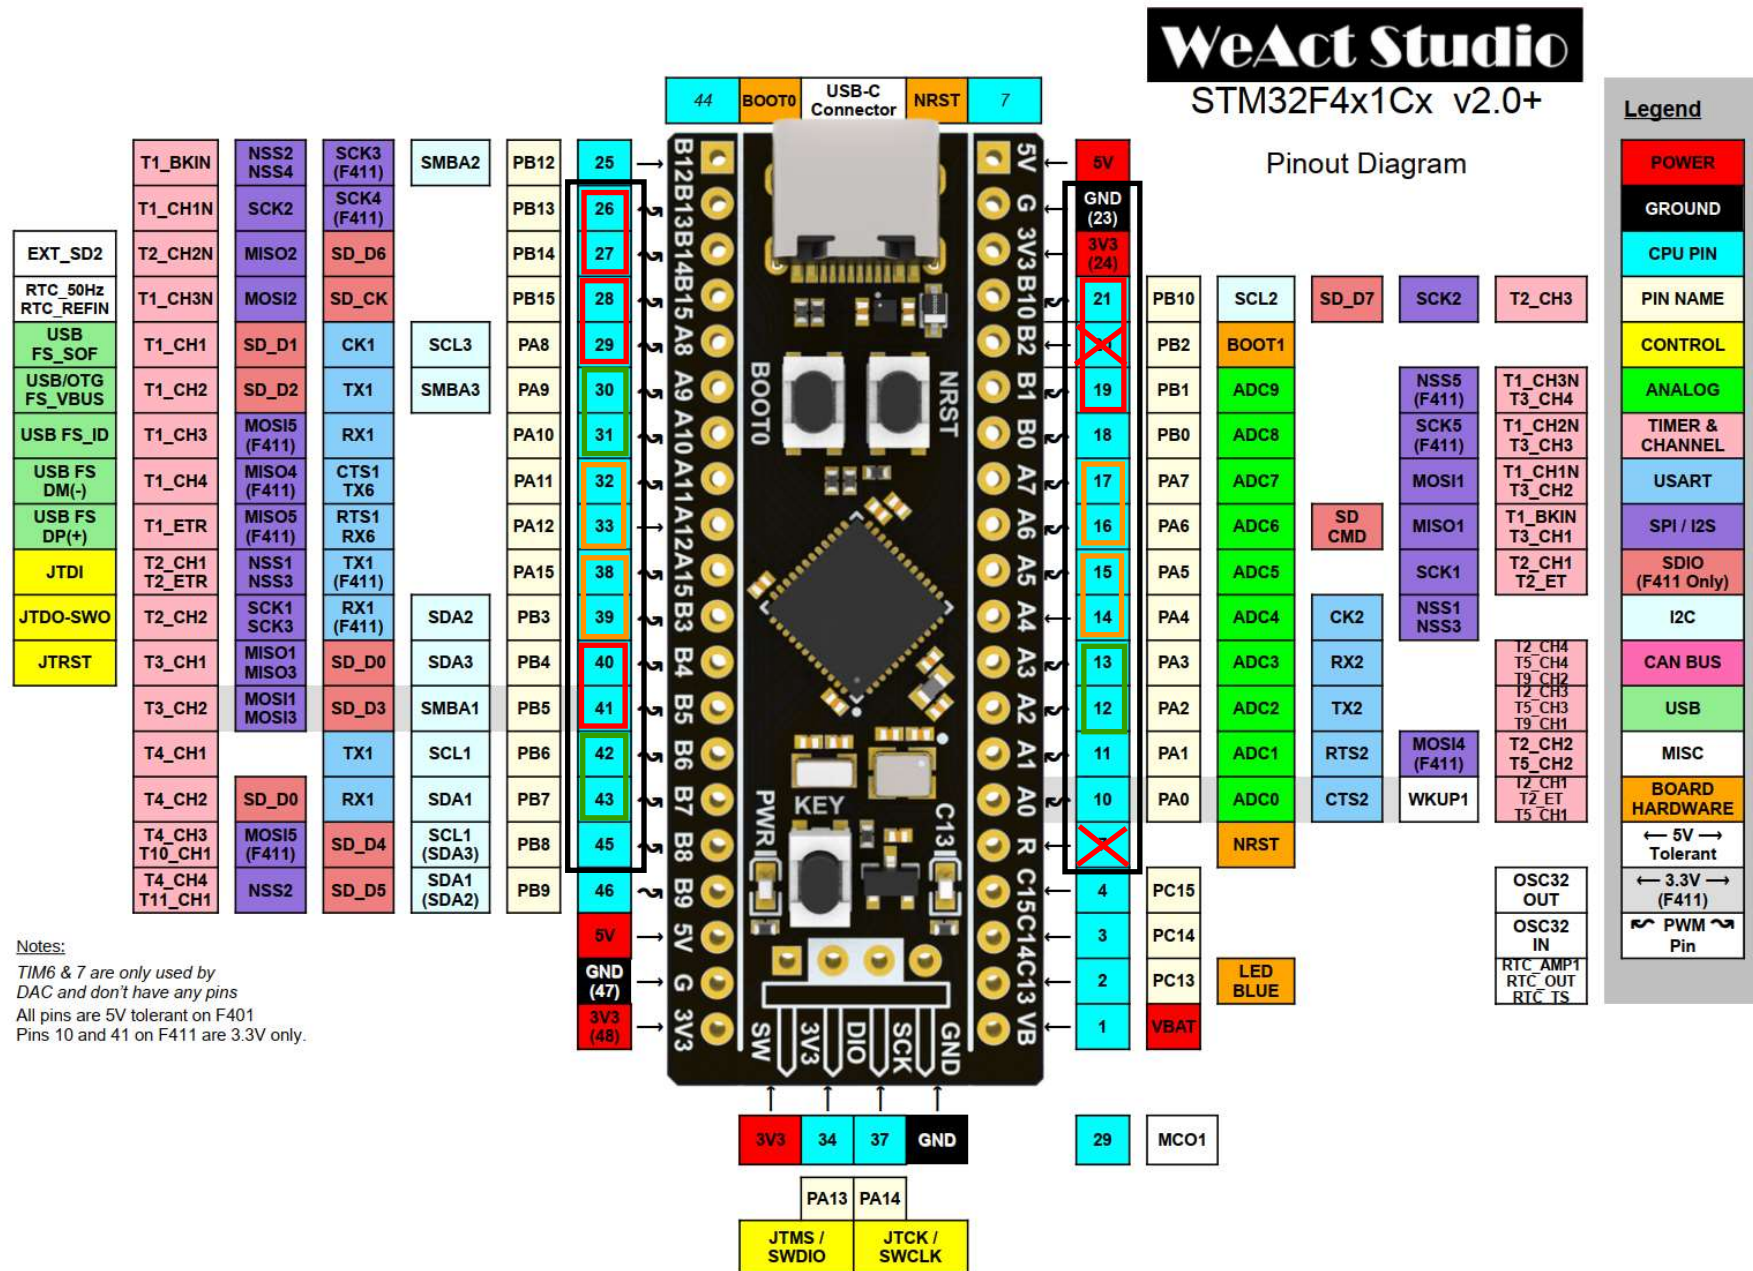 WeAct Studio
STM32F4x1Cx v2.0+
Pinout Diagram
44 BOOT0 USB-C Connector NRST 7
T1_BKIN NSS2 NSS4 SCK3 (F411) SMBA2 PB12 25 B12
T1_CH1N SCK2 SCK4 (F411) PB13 26 B13
EXT_SD2 T2_CH2N MISO2 SD_D6 PB14 27 B14
RTC_50Hz RTC_REFIN T1_CH3N MOSI2 SD_CK PB15 28 B15
USB FS_SOF T1_CH1 SD_D1 CK1 SCL3 PA8 29 A8
USB/OTG FS_VBUS T1_CH2 SD_D2 TX1 SMBA3 PA9 30 A9
USB FS_ID T1_CH3 MOSI5 (F411) RX1 PA10 31 A10
USB FS DM(-) T1_CH4 MISO4 (F411) CTS1 TX6 PA11 32 A11
USB FS DP(+) T1_ETR MISO5 (F411) RTS1 RX6 PA12 33 A12
JTDI T2_CH1 T2_ETR NSS1 NSS3 TX1 (F411) PA15 38 A15
JTDO-SWO T2_CH2 SCK1 SCK3 RX1 (F411) SDA2 PB3 39 B3
JTRST T3_CH1 MISO1 MISO3 SD_D0 SDA3 PB4 40 B4
T3_CH2 MOSI1 MOSI3 SD_D3 SMBA1 PB5 41 B5
T4_CH1 TX1 SCL1 PB6 42 B6
T4_CH2 SD_D0 RX1 SDA1 PB7 43 B7
T4_CH3 T10_CH1 MOSI5 (F411) SD_D4 SCL1 (SDA3) PB8 45 B8
T4_CH4 T11_CH1 NSS2 SD_D5 SDA1 (SDA2) PB9 46 B9
5V 5V
GND (47) G
3V3 (48) 3V3
BOOT0 NRST
PWR KEY C13
SW 3V3 DIO SCK GND
5V 5V
G GND (23)
3V3 3V3 (24)
B10 21 PB10 SCL2 SD_D7 SCK2 T2_CH3
B2 PB2 BOOT1
B1 19 PB1 ADC9 NSS5 (F411) T1_CH3N T3_CH4
B0 18 PB0 ADC8 SCK5 (F411) T1_CH2N T3_CH3
A7 17 PA7 ADC7 MOSI1 T1_CH1N T3_CH2
A6 16 PA6 ADC6 SD CMD MISO1 T1_BKIN T3_CH1
A5 15 PA5 ADC5 SCK1 T2_CH1 T2_ET
A4 14 PA4 ADC4 CK2 NSS1 NSS3
A3 13 PA3 ADC3 RX2 T2_CH4 T5_CH4 T9_CH2
A2 12 PA2 ADC2 TX2 T2_CH3 T5_CH3 T9_CH1
A1 11 PA1 ADC1 RTS2 MOSI4 (F411) T2_CH2 T5_CH2
A0 10 PA0 ADC0 CTS2 WKUP1 T2_CH1 T2_ET T5_CH1
R NRST
C15 4 PC15 OSC32 OUT
C14 3 PC14 OSC32 IN
C13 2 PC13 LED BLUE RTC_AMP1 RTC_OUT RTC_TS
VB 1 VBAT
3V3 34 37 GND
29 MCO1
PA13 PA14
JTMS / SWDIO JTCK / SWCLK
Notes:
TIM6 & 7 are only used by
DAC and don't have any pins
All pins are 5V tolerant on F401
Pins 10 and 41 on F411 are 3.3V only.
Legend
POWER
GROUND
CPU PIN
PIN NAME
CONTROL
ANALOG
TIMER & CHANNEL
USART
SPI / I2S
SDIO (F411 Only)
I2C
CAN BUS
USB
MISC
BOARD HARDWARE
← 5V →
Tolerant
← 3.3V →
(F411)
PWM
Pin